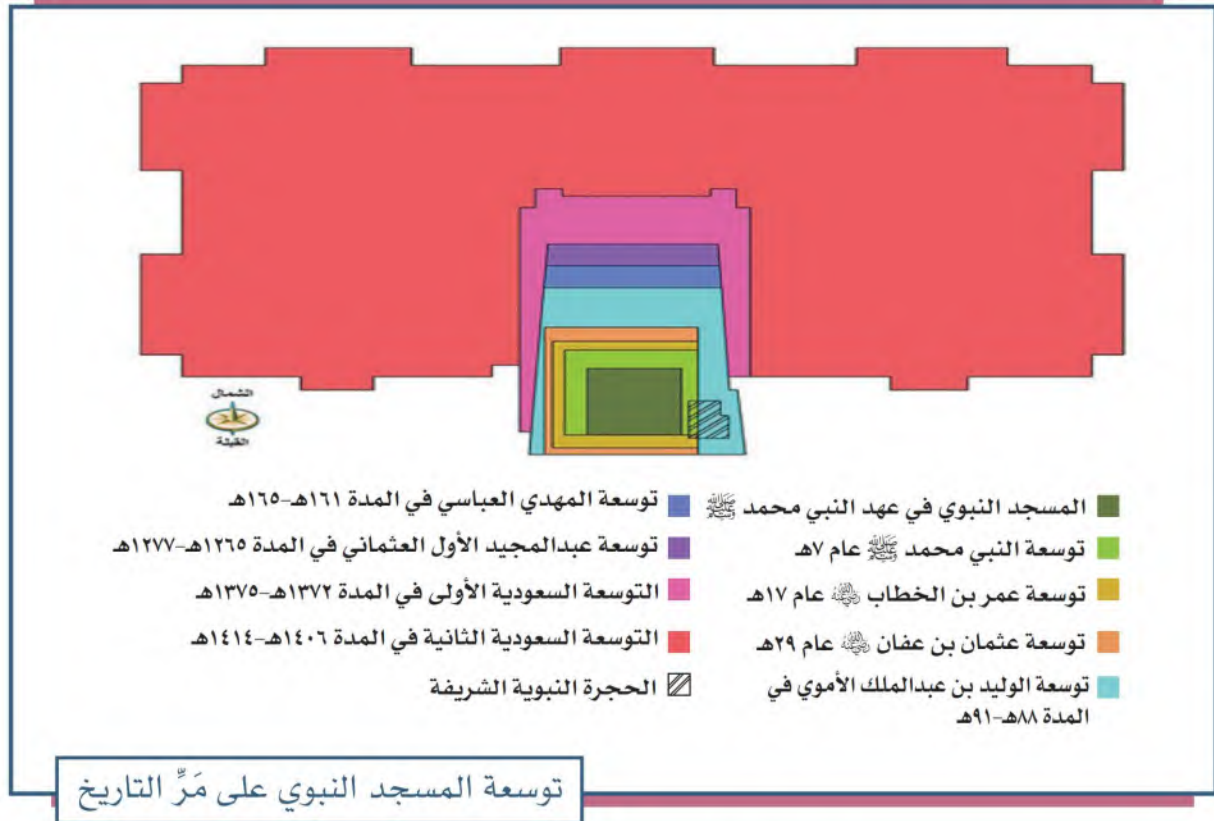 الشمال
القبلة
المسجد النبوي في عهد النبي محمد ﷺ
توسعة النبي محمد ﷺ عام ٧هـ
توسعة عمر بن الخطاب رضي الله عنه عام ١٧هـ
توسعة عثمان بن عفان رضي الله عنه عام ٢٩هـ
توسعة الوليد بن عبدالملك الأموي في
المدة ٨٨هـ-٩١هـ
توسعة المهدي العباسي في المدة ١٦١هـ-١٦٥هـ
توسعة عبدالمجيد الأول العثماني في المدة ١٢٦٥هـ-١٢٧٧هـ
التوسعة السعودية الأولى في المدة ١٣٧٢هـ-١٣٧٥هـ
التوسعة السعودية الثانية في المدة ١٤٠٦هـ-١٤١٤هـ
الحجرة النبوية الشريفة
توسعة المسجد النبوي على مَرِّ التاريخ